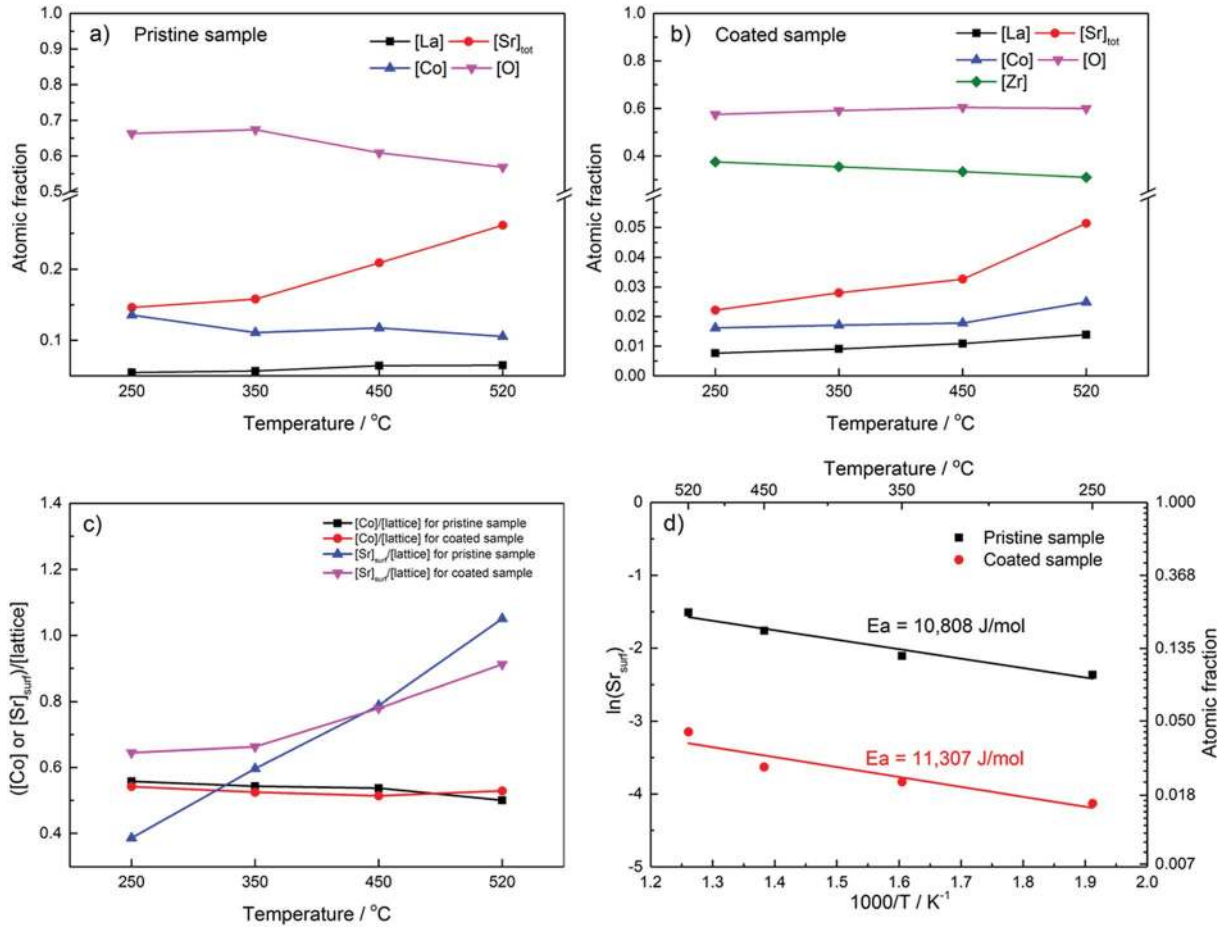 a) Pristine sample
[La] [Sr]tot
[Co] [O]
1.0
0.9
0.8
0.7
0.6
0.5
0.2
0.1
Atomic fraction
250 350 450 520
Temperature / °C
b) Coated sample
[La] [Sr]tot
[Co] [O]
[Zr]
1.0
0.8
0.6
0.4
0.05
0.04
0.03
0.02
0.01
0.00
Atomic fraction
250 350 450 520
Temperature / °C
c)
[Co]/[lattice] for pristine sample
[Co]/[lattice] for coated sample
[Sr]surf/[lattice] for pristine sample
[Sr]surf/[lattice] for coated sample
1.4
1.2
1.0
0.8
0.6
0.4
([Co] or [Sr]surf)/[lattice]
250 350 450 520
Temperature / °C
Temperature / °C
520 450 350 250
d)
Pristine sample
Coated sample
Ea = 10,808 J/mol
Ea = 11,307 J/mol
0
-1
-2
-3
-4
-5
ln(Srsurf)
1.000
0.368
0.135
0.050
0.018
0.007
Atomic fraction
1.2 1.3 1.4 1.5 1.6 1.7 1.8 1.9 2.0
1000/T / K-1